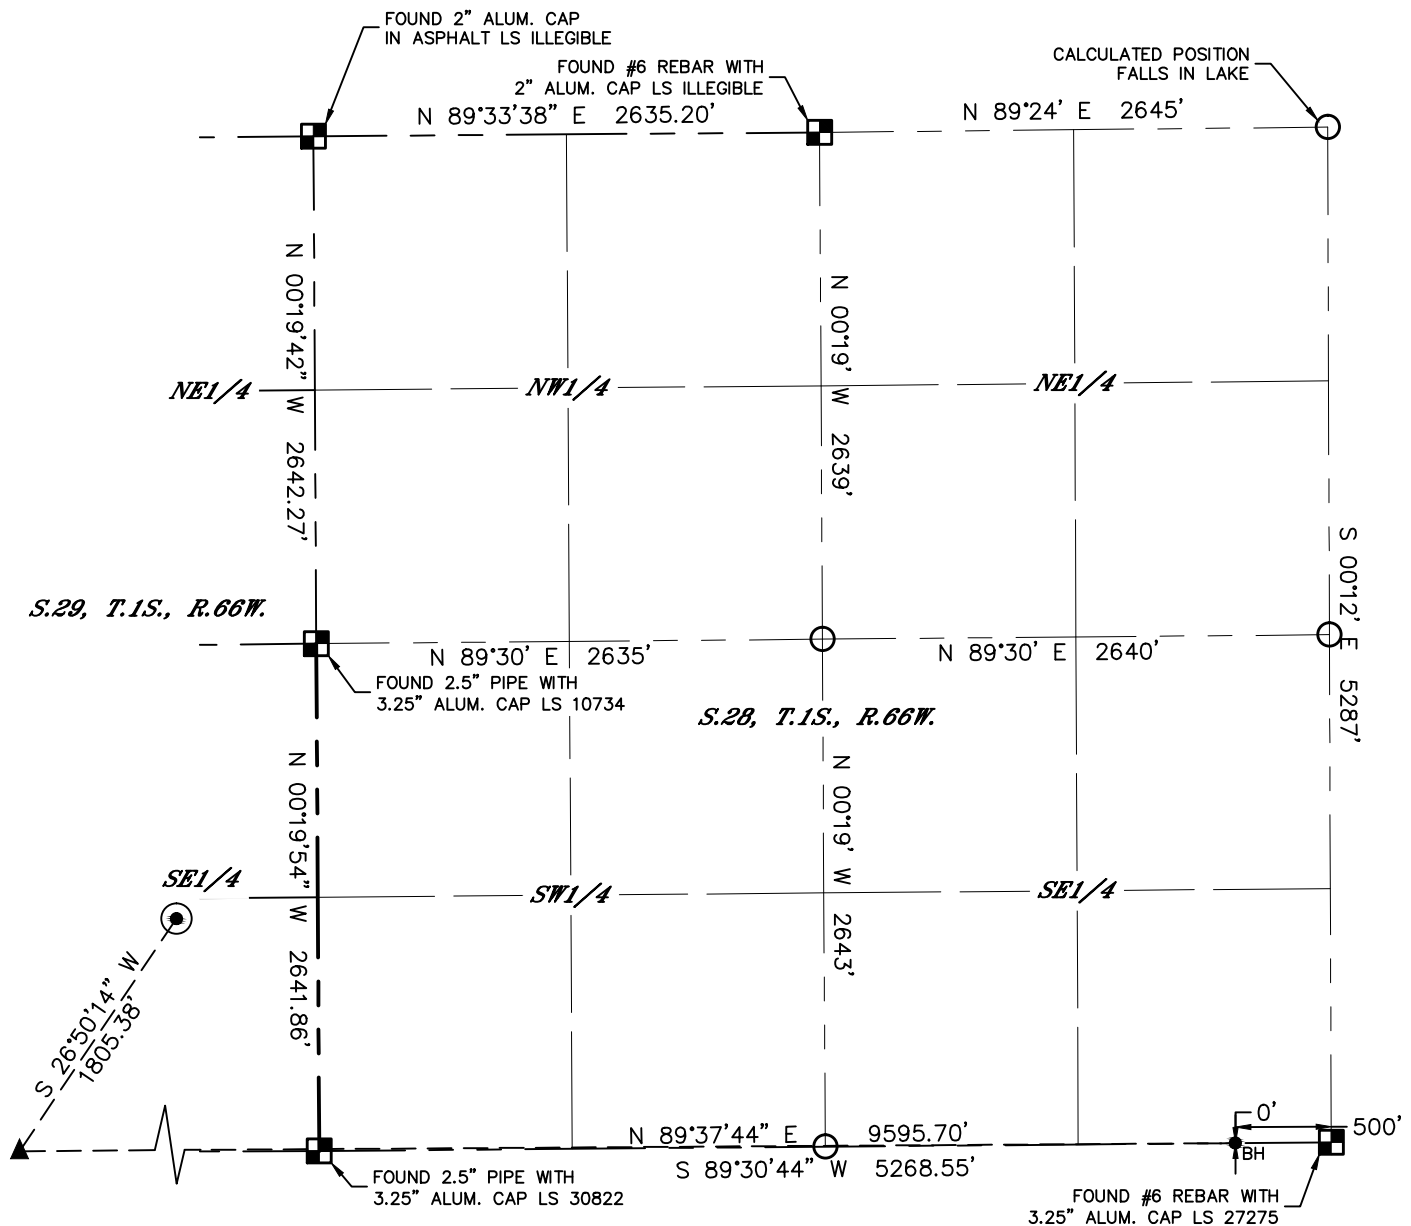 FOUND 2" ALUM. CAP
IN ASPHALT LS ILLEGIBLE
FOUND #6 REBAR WITH
2" ALUM. CAP LS ILLEGIBLE
CALCULATED POSITION
FALLS IN LAKE
N 89°33'38" E 2635.20'
N 89°24' E 2645'
N 00°19'42" W 2642.27'
N 00°19' W 2639'
NE1/4
NW1/4
NE1/4
S 00°12' E 5287'
S.29, T.1S., R.66W.
N 89°30' E 2635'
N 89°30' E 2640'
FOUND 2.5" PIPE WITH
3.25" ALUM. CAP LS 10734
S.28, T.1S., R.66W.
N 00°19'54" W 2641.86'
N 00°19' W 2643'
SE1/4
SW1/4
SE1/4
S 26°50'14" W
1805.38'
N 89°37'44" E 9595.70'
S 89°30'44" W 5268.55'
0'
500'
BH
FOUND 2.5" PIPE WITH
3.25" ALUM. CAP LS 30822
FOUND #6 REBAR WITH
3.25" ALUM. CAP LS 27275